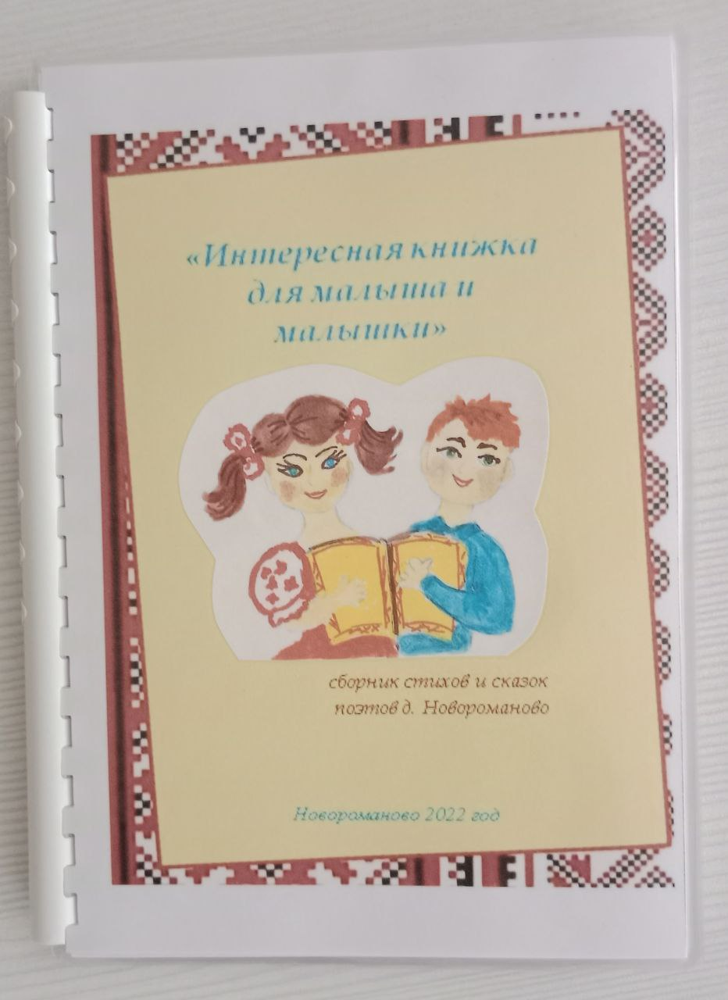 «Интересная книжка
для малыша и
малышки»
сборник стихов и сказок
поэтов д. Новороманово
Новороманово 2022 год